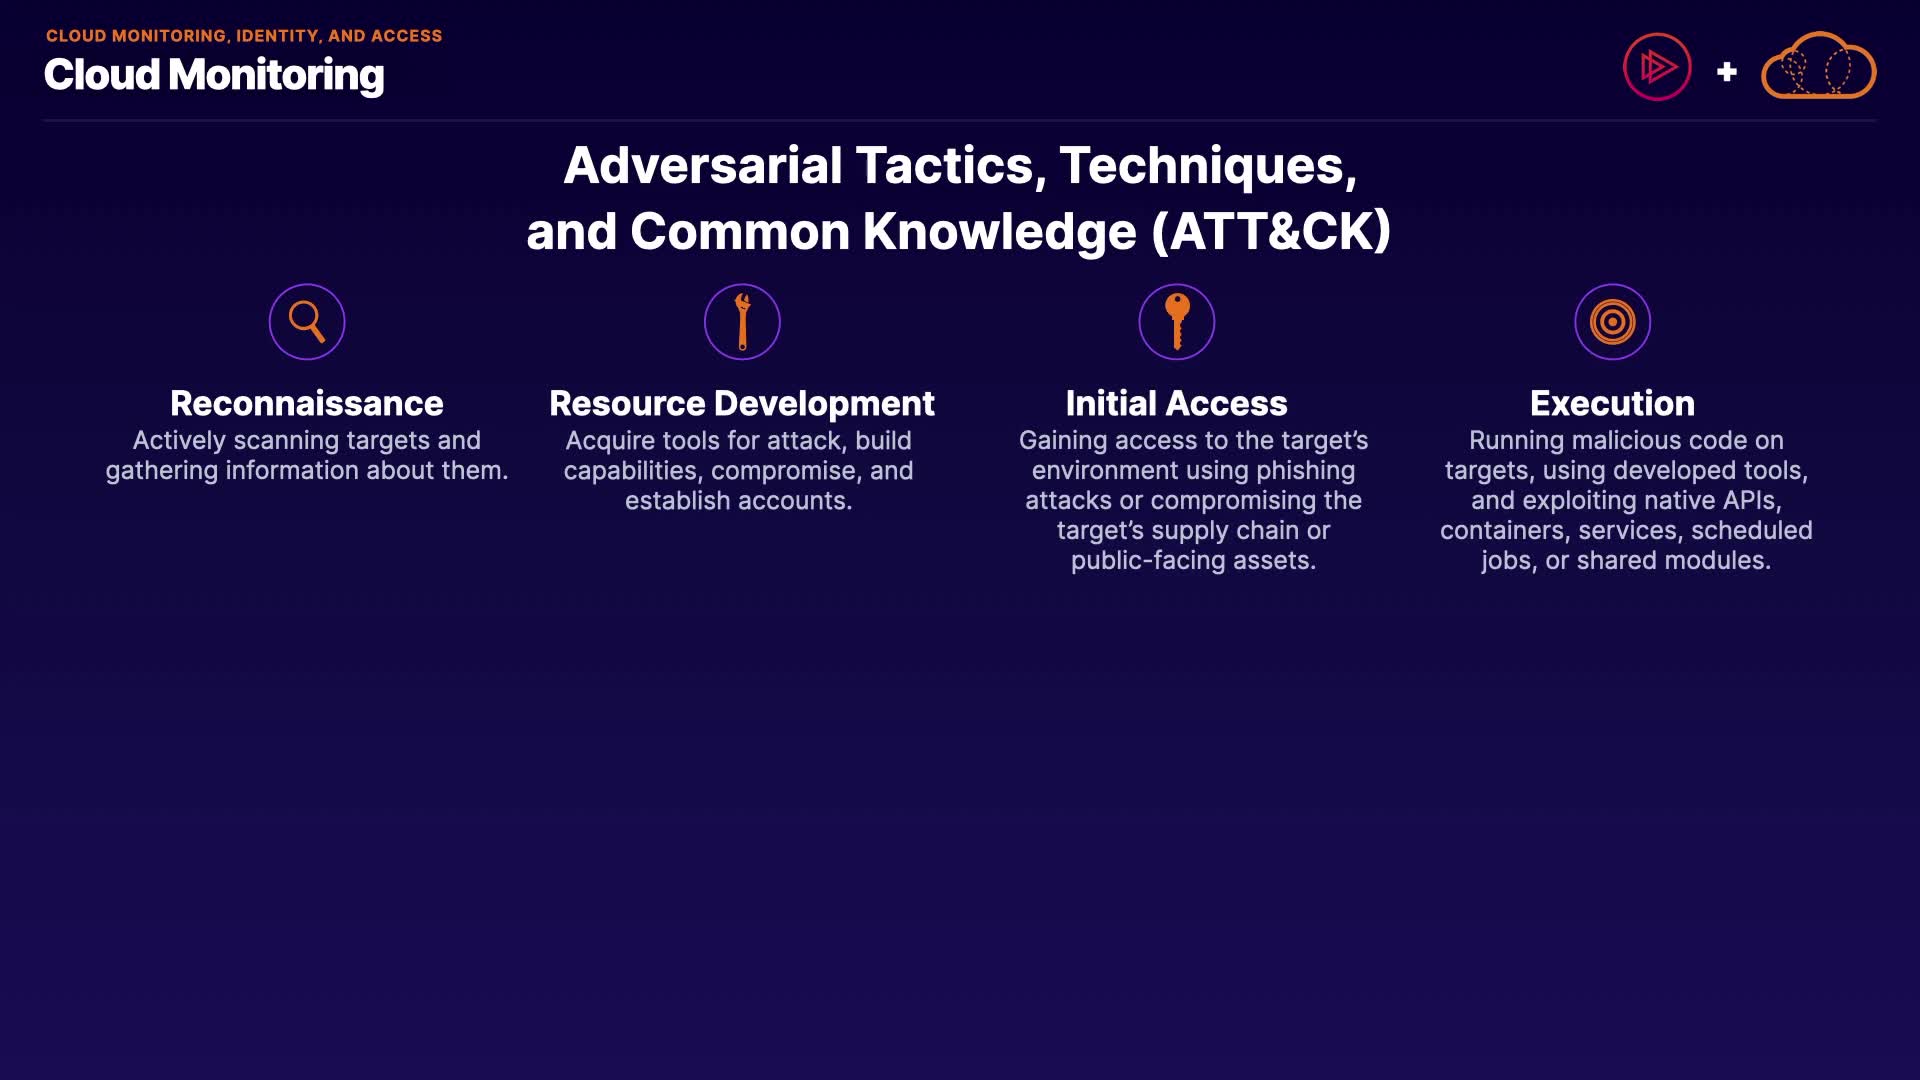 CLOUD MONITORING, IDENTITY, AND ACCESS
Cloud Monitoring
Adversarial Tactics, Techniques,
and Common Knowledge (ATT&CK)
Reconnaissance
Actively scanning targets and
gathering information about them.
Resource Development
Acquire tools for attack, build
capabilities, compromise, and
establish accounts.
Initial Access
Gaining access to the target’s
environment using phishing
attacks or compromising the
target’s supply chain or
public-facing assets.
Execution
Running malicious code on
targets, using developed tools,
and exploiting native APIs,
containers, services, scheduled
jobs, or shared modules.